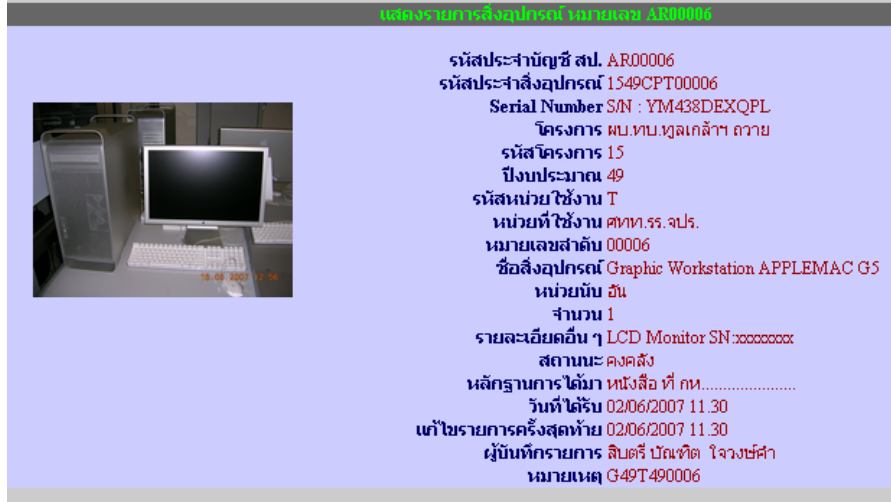 แสดงรายการสิ่งอุปกรณ์ หมายเลข AR00006
รหัสประจำบัญชี สป. AR00006
รหัสประจำสิ่งอุปกรณ์ 1549CPT00006
Serial Number S/N : YM438DEXQPL
โครงการ ผบ.ทบ.ทูลเกล้าฯ ถวาย
รหัสโครงการ 15
ปีงบประมาณ 49
รหัสหน่วยใช้งาน T
หน่วยที่ใช้งาน ศทท.รร.จปร.
หมายเลขลำดับ 00006
ชื่อสิ่งอุปกรณ์ Graphic Workstation APPLEMAC G5
หน่วยนับ อัน
จำนวน 1
รายละเอียดอื่น ๆ LCD Monitor SN:xxxxxxxx
สถานนะ คงคลัง
หลักฐานการได้มา หนังสือ ที่ กห......................
วันที่ได้รับ 02/06/2007 11.30
แก้ไขรายการครั้งสุดท้าย 02/06/2007 11.30
ผู้บันทึกรายการ สิบตรี บัณฑิต ใจวงษ์คำ
หมายเหตุ G49T490006